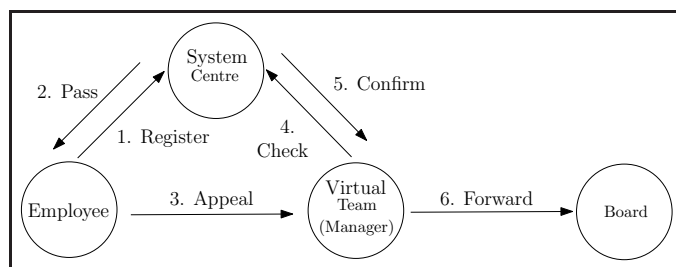 System
Centre
2. Pass
5. Confirm
1. Register
4.
Check
Employee
3. Appeal
Virtual
Team
(Manager)
6. Forward
Board